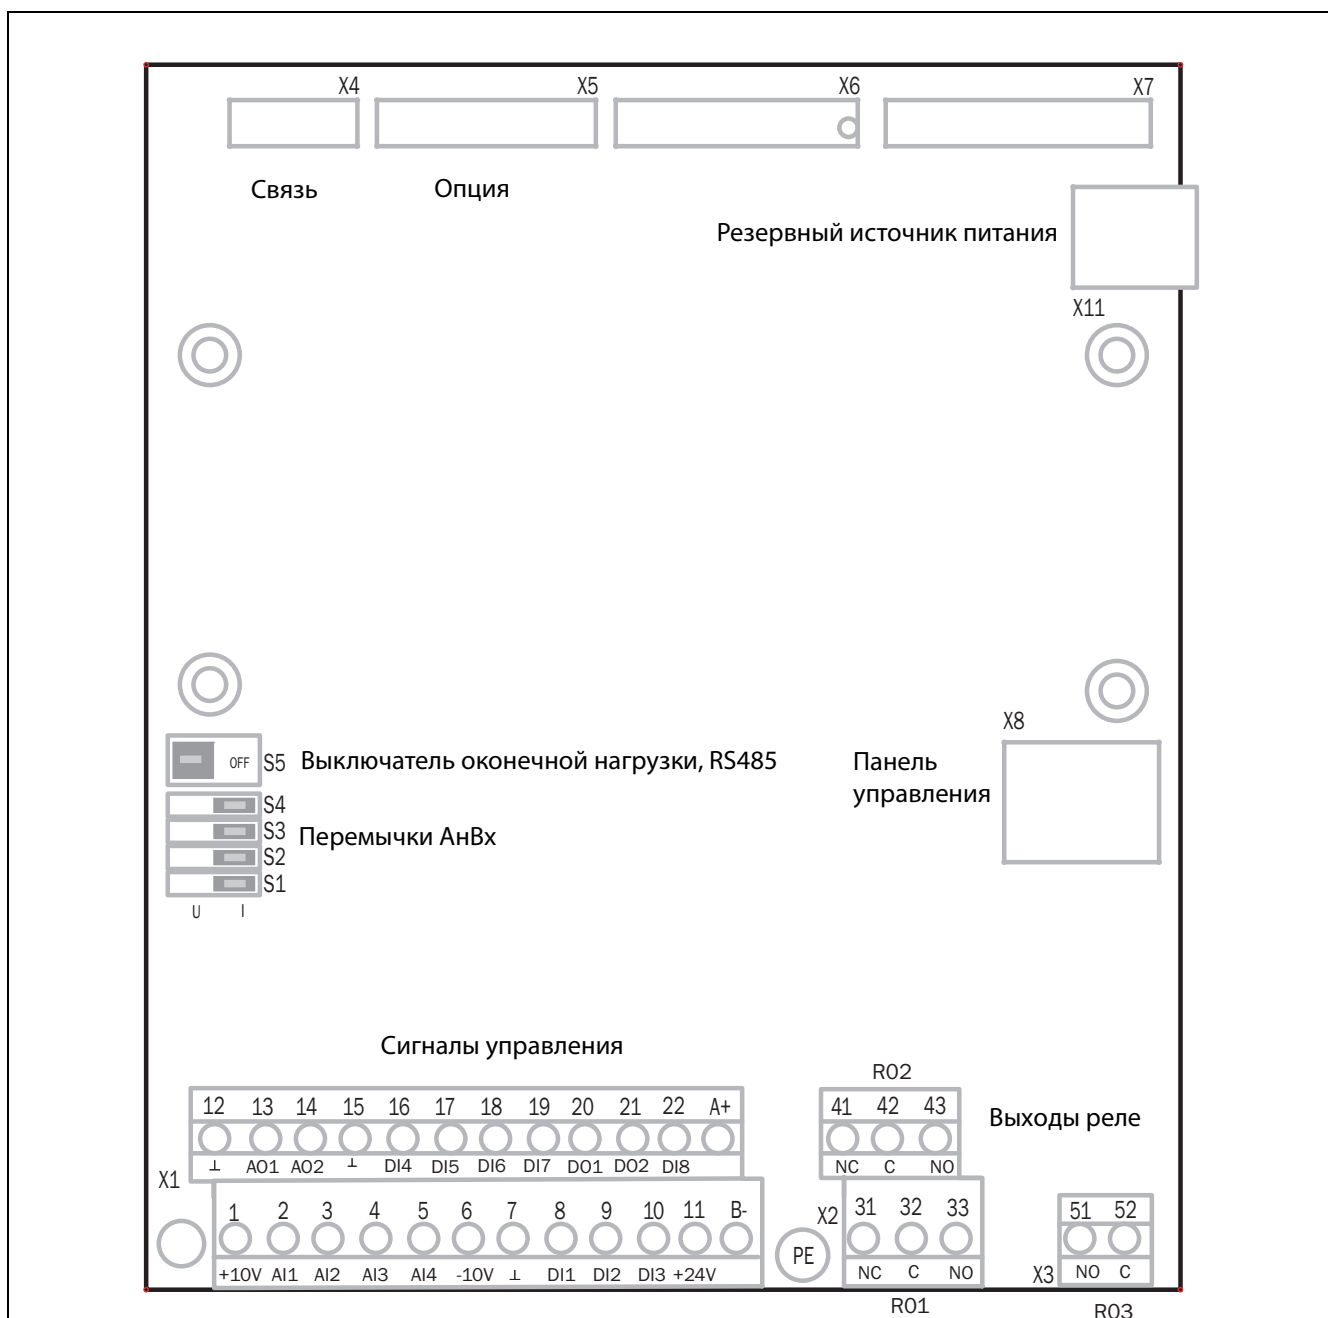 X4 X5 X6 X7
Связь Опция
Резервный источник питания
X11
X8
OFF S5 Выключатель оконечной нагрузки, RS485
Панель
управления
S4
S3
Перемычки АнВх
S2
S1
U I
Сигналы управления
RO2
12 13 14 15 16 17 18 19 20 21 22 A+
41 42 43
Выходы реле
⊥ AO1 AO2 ⊥ DI4 DI5 DI6 DI7 DO1 DO2 DI8
NC C NO
X1
1 2 3 4 5 6 7 8 9 10 11 B-
X2 31 32 33
51 52
PE
+10V AI1 AI2 AI3 AI4 -10V ⊥ DI1 DI2 DI3 +24V
NC C NO
X3 NO C
RO1
RO3